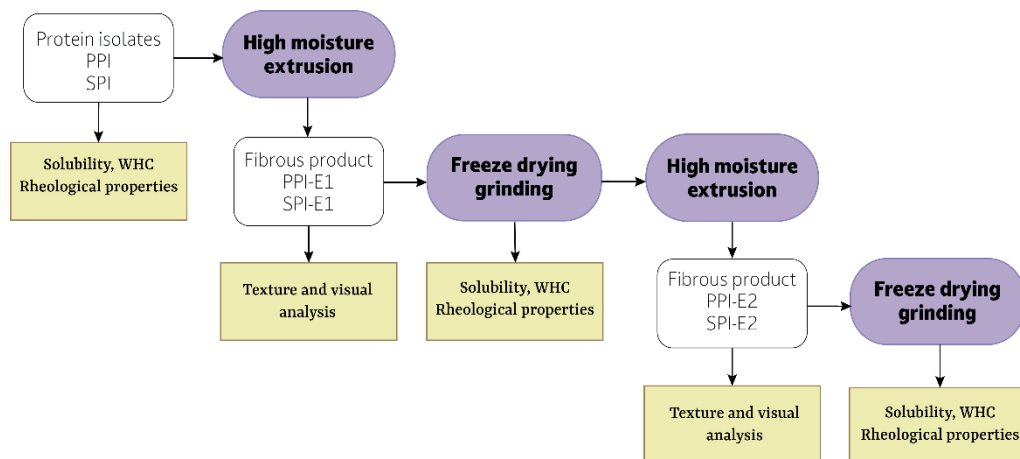 Protein isolates
PPI
SPI
High moisture
extrusion
Solubility, WHC
Rheological properties
Fibrous product
PPI-E1
SPI-E1
Freeze drying
grinding
High moisture
extrusion
Texture and visual
analysis
Solubility, WHC
Rheological properties
Fibrous product
PPI-E2
SPI-E2
Freeze drying
grinding
Texture and visual
analysis
Solubility, WHC
Rheological properties